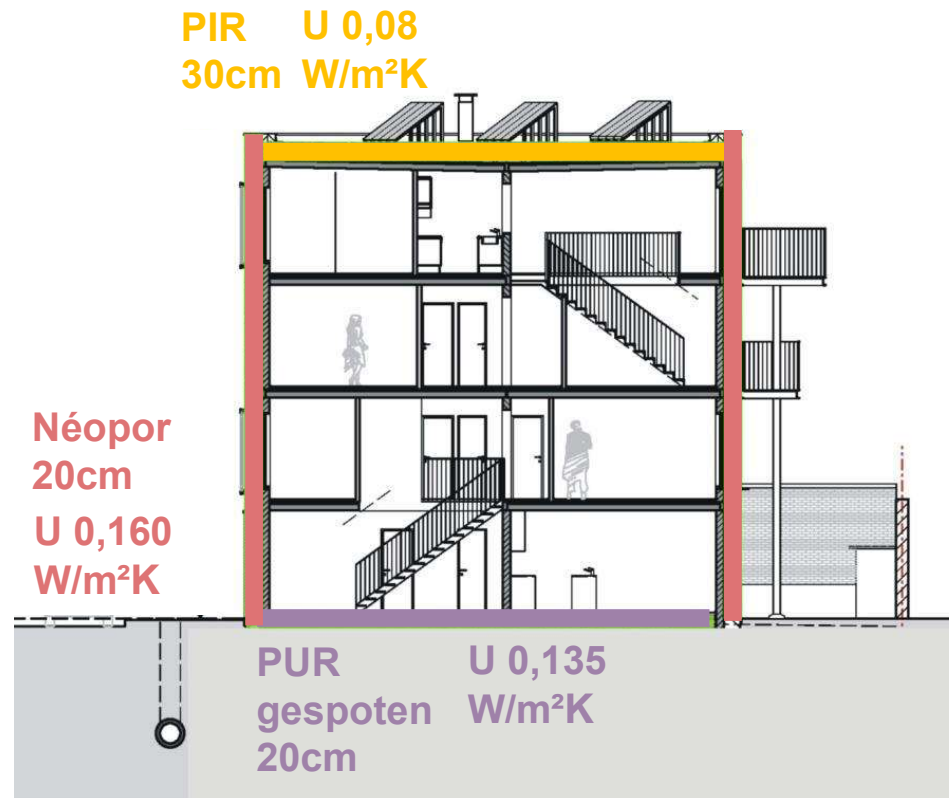 PIR U 0,08
30cm W/m²K
Néopor
20cm
U 0,160
W/m²K
PUR U 0,135
gespoten W/m²K
20cm